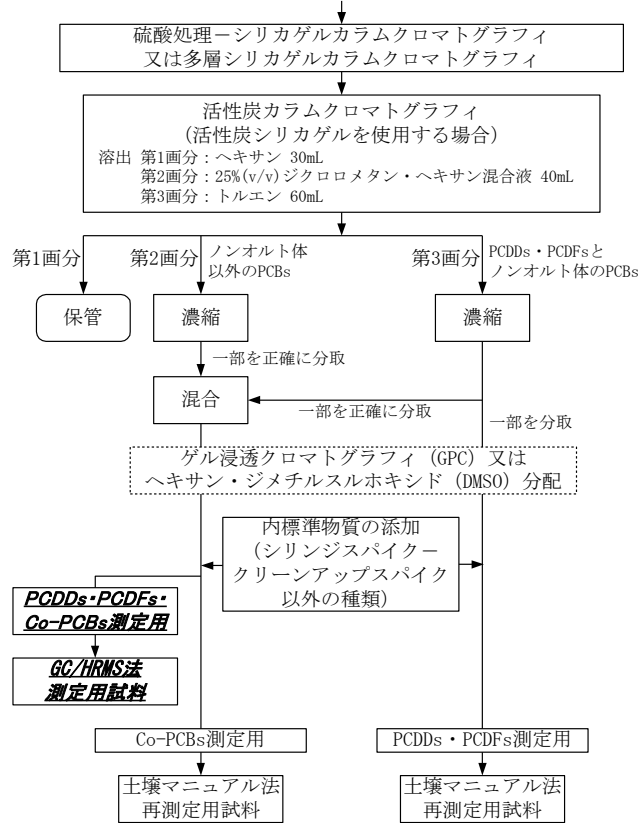 硫酸処理－シリカゲルカラムクロマトグラフィ
又は多層シリカゲルカラムクロマトグラフィ
活性炭カラムクロマトグラフィ
(活性炭シリカゲルを使用する場合)
溶出 第1画分：ヘキサン 30mL
第2画分：25%(v/v)ジクロロメタン・ヘキサン混合液 40mL
第3画分：トルエン 60mL
第1画分
第2画分
ノンオルト体
以外のPCBs
第3画分
PCDDs・PCDFsと
ノンオルト体のPCBs
保管
濃縮
濃縮
一部を正確に分取
混合
一部を正確に分取
一部を分取
ゲル浸透クロマトグラフィ (GPC) 又は
ヘキサン・ジメチルスルホキシド (DMSO) 分配
内標準物質の添加
(シリンジスパイク－
クリーンアップスパイク
以外の種類)
PCDDs・PCDFs・
Co-PCBs測定用
GC/HRMS法
測定用試料
Co-PCBs測定用
PCDDs・PCDFs測定用
土壌マニュアル法
再測定用試料
土壌マニュアル法
再測定用試料